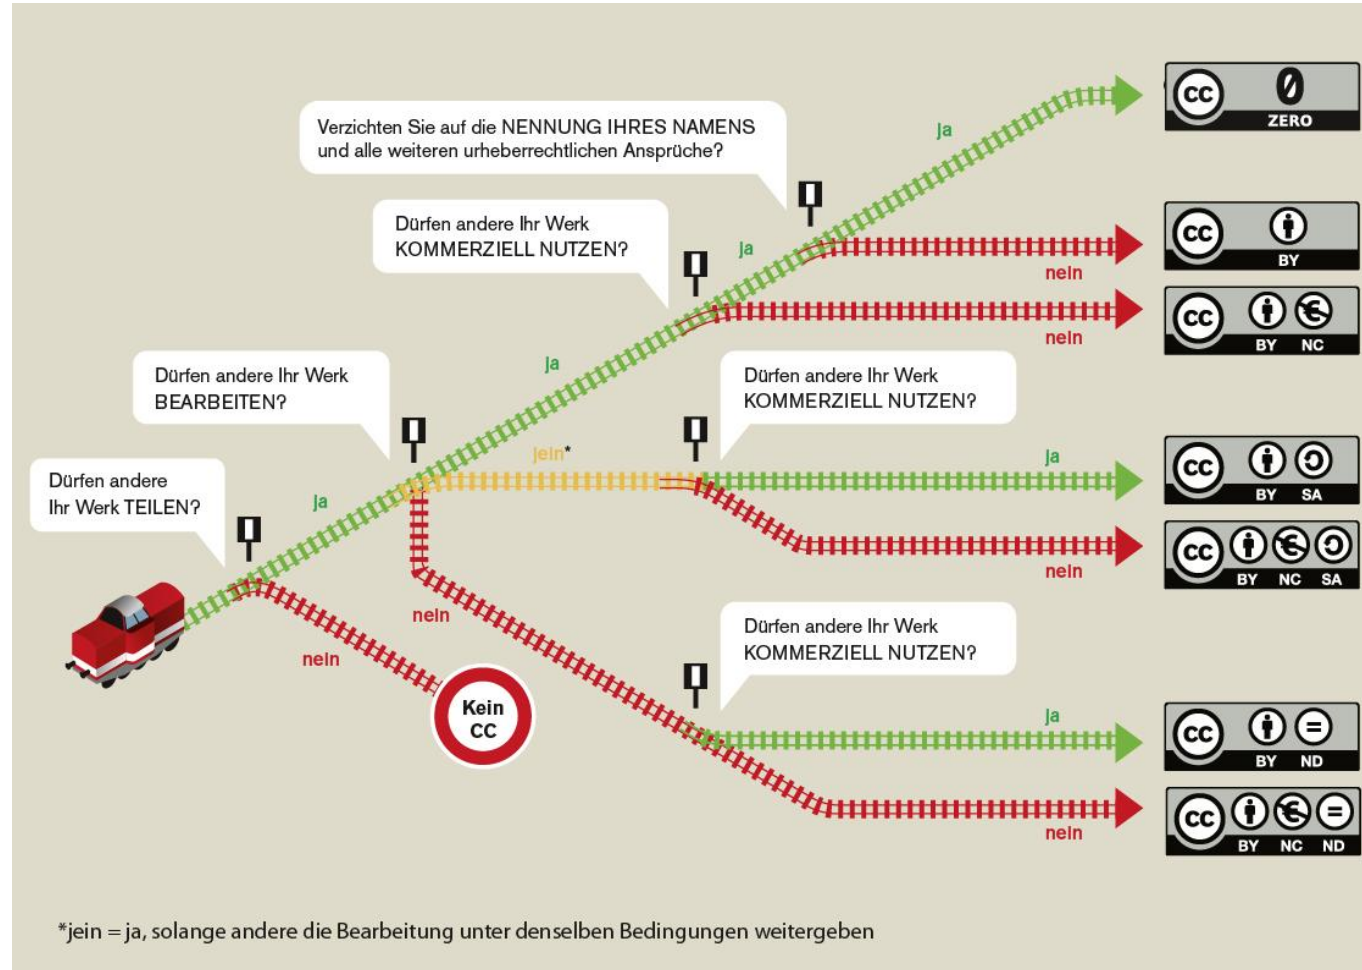 Verzichten Sie auf die NENNUNG IHRES NAMENS
und alle weiteren urheberrechtlichen Ansprüche?
ja
cc
0
ZERO
Dürfen andere Ihr Werk
KOMMERZIELL NUTZEN?
ja
nein
cc
BY
nein
cc
BY NC
Dürfen andere Ihr Werk
BEARBEITEN?
ja
Dürfen andere Ihr Werk
KOMMERZIELL NUTZEN?
jein*
ja
cc
BY SA
nein
cc
BY NC SA
Dürfen andere
Ihr Werk TEILEN?
ja
nein
nein
Kein
CC
Dürfen andere Ihr Werk
KOMMERZIELL NUTZEN?
ja
cc
=
BY ND
nein
cc
=
BY NC ND
*jein = ja, solange andere die Bearbeitung unter denselben Bedingungen weitergeben